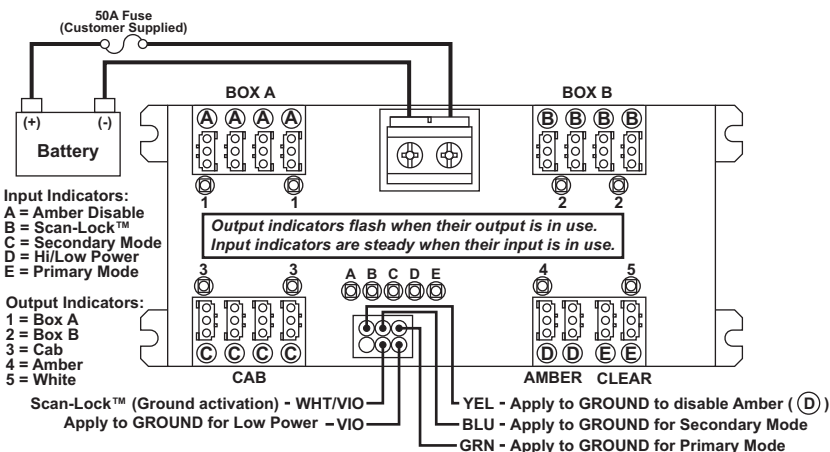 50A Fuse
(Customer Supplied)
BOX A
BOX B
A A A A
B B B B
(+) (-)
Battery
1 1
2 2
Input Indicators:
A = Amber Disable
B = Scan-Lock™
C = Secondary Mode
D = Hi/Low Power
E = Primary Mode
Output indicators flash when their output is in use.
Input indicators are steady when their input is in use.
Output Indicators:
1 = Box A
2 = Box B
3 = Cab
4 = Amber
5 = White
3 3
A B C D E
4 5
C C C C
D D E E
CAB
AMBER CLEAR
Scan-Lock™ (Ground activation) - WHT/VIO
Apply to GROUND for Low Power - VIO
YEL - Apply to GROUND to disable Amber ( D )
BLU - Apply to GROUND for Secondary Mode
GRN - Apply to GROUND for Primary Mode